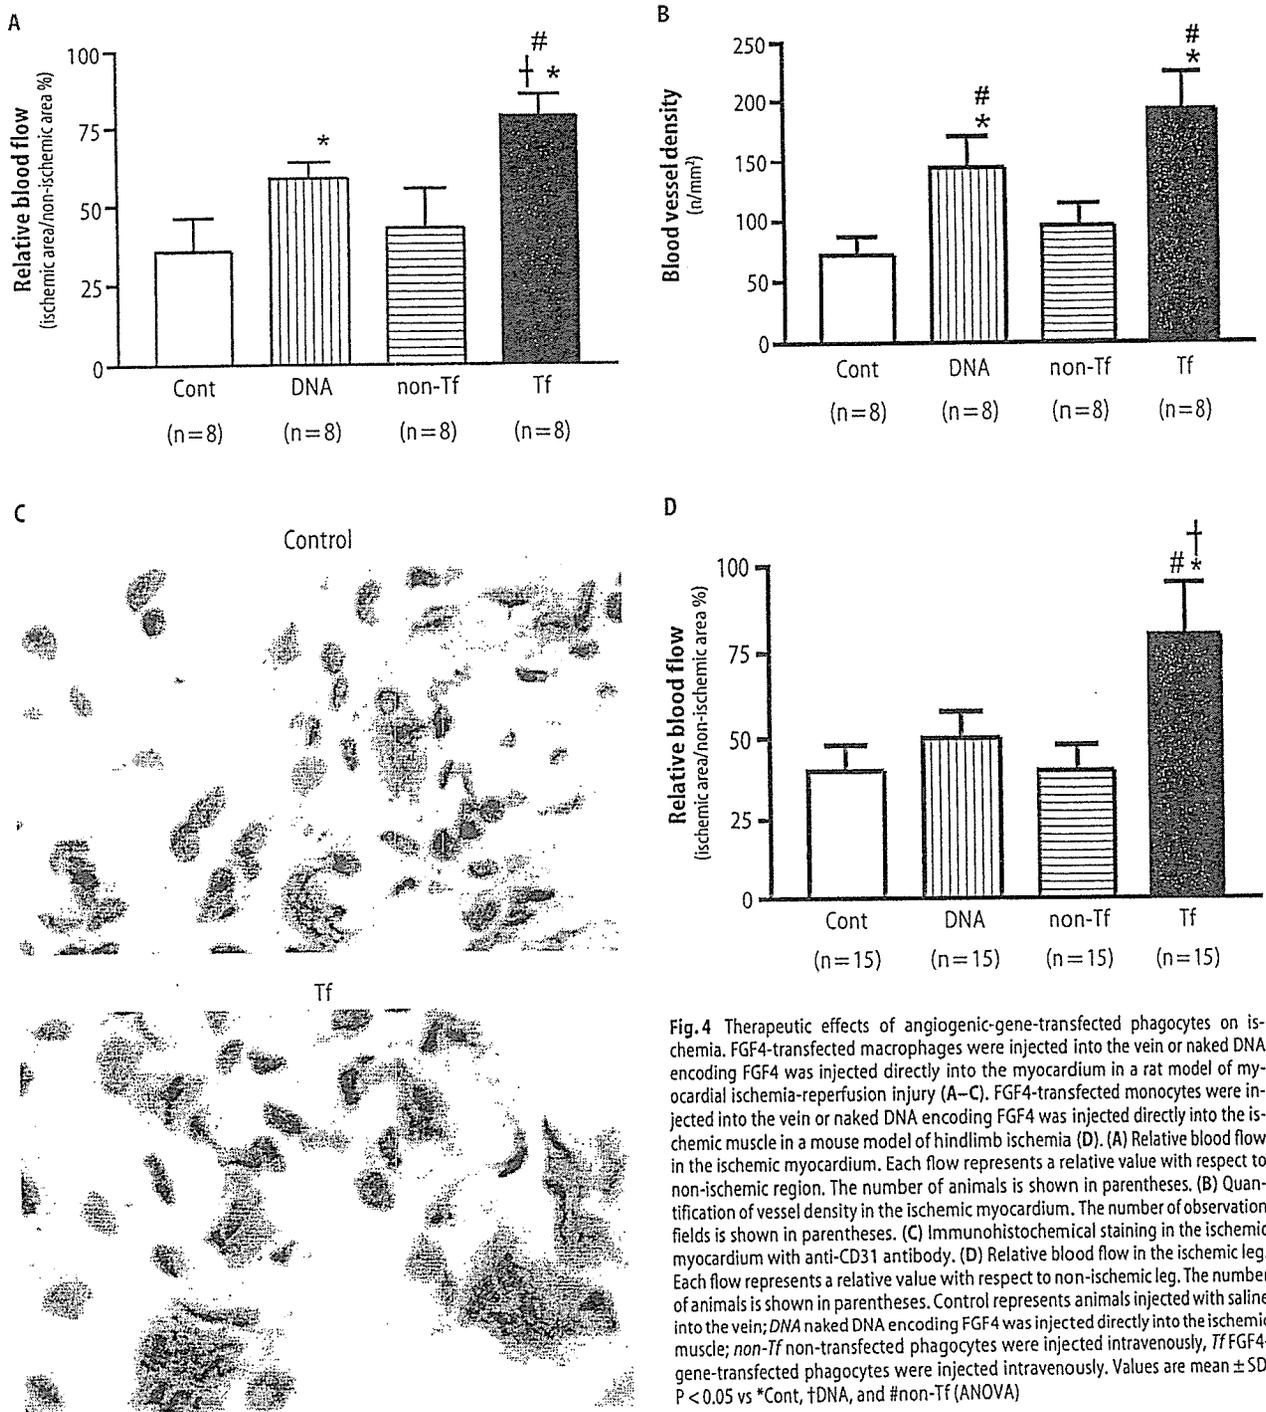 A
Relative blood flow
(ischemic area/non-ischemic area %)
100
75
50
25
0
†
#
*
*
Cont
DNA
non-Tf
Tf
(n=8)
(n=8)
(n=8)
(n=8)
B
Blood vessel density
(n/mm²)
250
200
150
100
50
0
#
*
#
*
Cont
DNA
non-Tf
Tf
(n=8)
(n=8)
(n=8)
(n=8)
C
Control
Tf
D
Relative blood flow
(ischemic area/non-ischemic area %)
100
75
50
25
0
†
#*
Cont
DNA
non-Tf
Tf
(n=15)
(n=15)
(n=15)
(n=15)
Fig.4 Therapeutic effects of angiogenic-gene-transfected phagocytes on is-
chemia. FGF4-transfected macrophages were injected into the vein or naked DNA
encoding FGF4 was injected directly into the myocardium in a rat model of my-
ocardial ischemia-reperfusion injury (A–C). FGF4-transfected monocytes were in-
jected into the vein or naked DNA encoding FGF4 was injected directly into the is-
chemic muscle in a mouse model of hindlimb ischemia (D). (A) Relative blood flow
in the ischemic myocardium. Each flow represents a relative value with respect to
non-ischemic region. The number of animals is shown in parentheses. (B) Quan-
tification of vessel density in the ischemic myocardium. The number of observation
fields is shown in parentheses. (C) Immunohistochemical staining in the ischemic
myocardium with anti-CD31 antibody. (D) Relative blood flow in the ischemic leg.
Each flow represents a relative value with respect to non-ischemic leg. The number
of animals is shown in parentheses. Control represents animals injected with saline
into the vein; DNA naked DNA encoding FGF4 was injected directly into the ischemic
muscle; non-Tf non-transfected phagocytes were injected intravenously, Tf FGF4-
gene-transfected phagocytes were injected intravenously. Values are mean ± SD
P < 0.05 vs *Cont, †DNA, and #non-Tf (ANOVA)